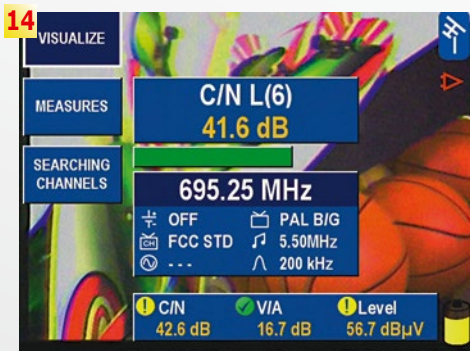 14
VISUALIZE
MEASURES
SEARCHING
CHANNELS
C/N L(6)
41.6 dB
695.25 MHz
OFF
PAL B/G
CH
FCC STD
5.50MHz
---
200 kHz
! C/N
V/A
! Level
42.6 dB
16.7 dB
56.7 dBµV